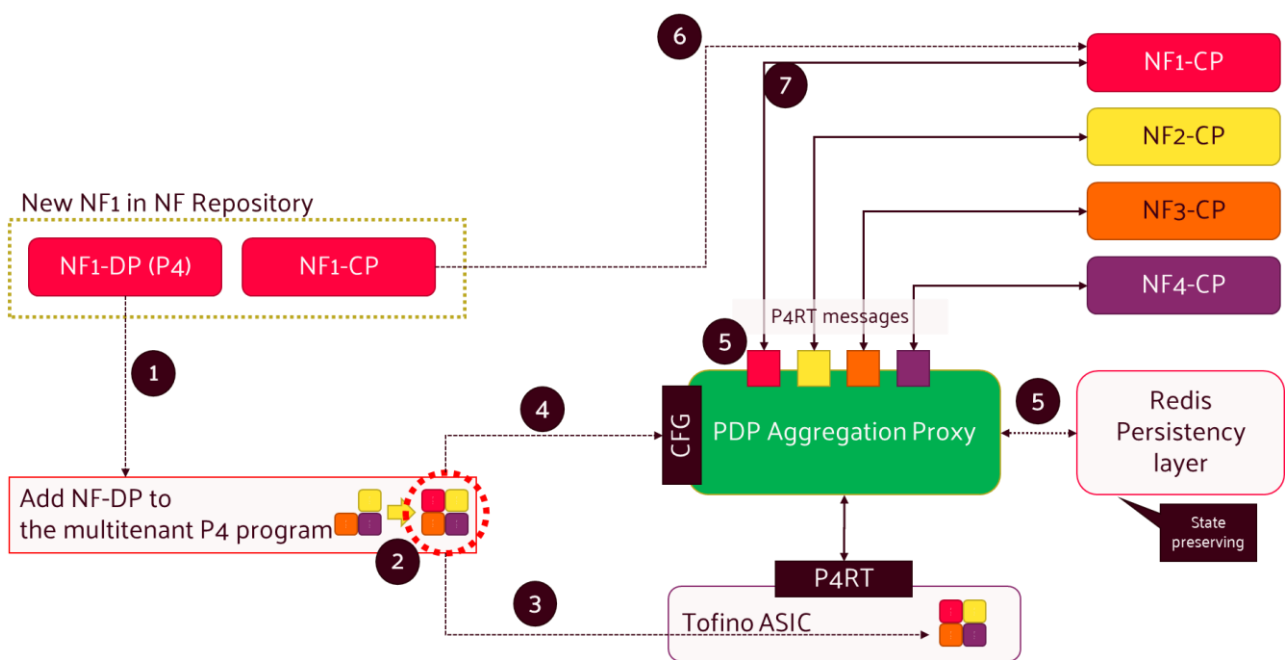 6
NF1-CP
7
NF2-CP
New NF1 in NF Repository
NF3-CP
NF1-DP (P4)
NF1-CP
NF4-CP
P4RT messages
5
1
4
CFG
PDP Aggregation Proxy
5
Redis
Persistency
layer
Add NF-DP to
the multitenant P4 program
2
State
preserving
P4RT
3
Tofino ASIC